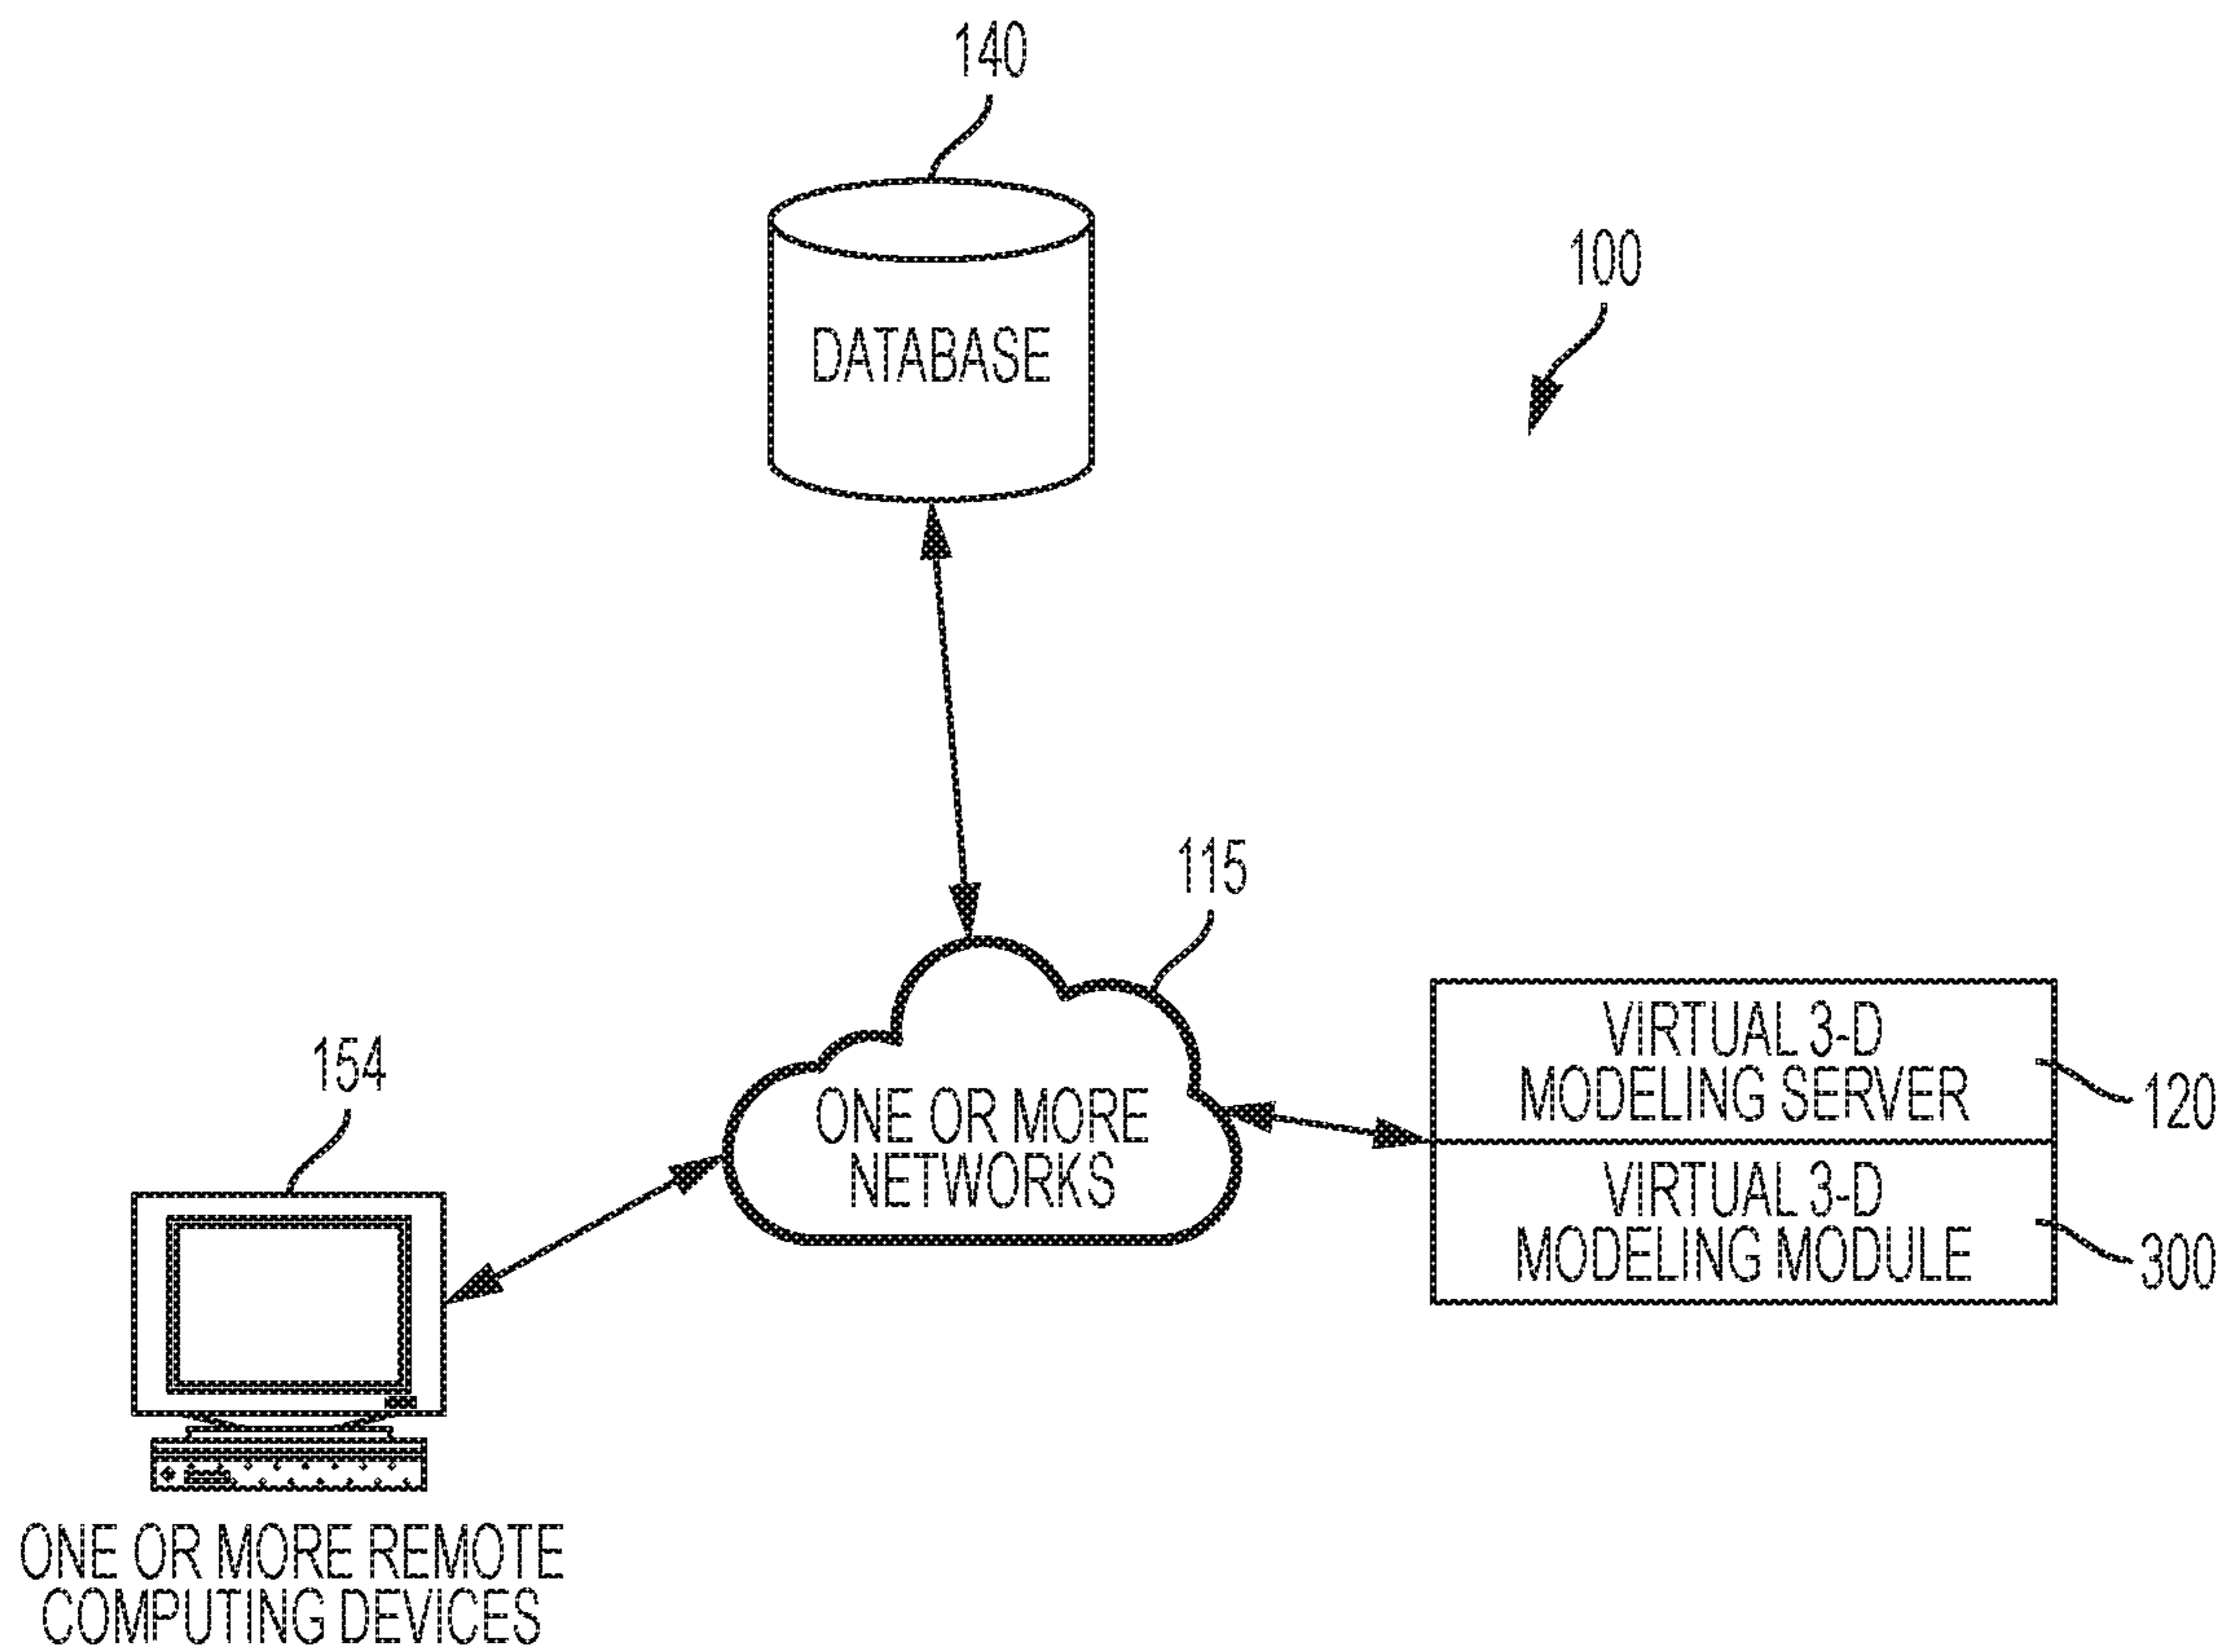 140
100
DATABASE
115
154
ONE OR MORE
NETWORKS
VIRTUAL 3-D
MODELING SERVER
120
VIRTUAL 3-D
MODELING MODULE
300
ONE OR MORE REMOTE
COMPUTING DEVICES